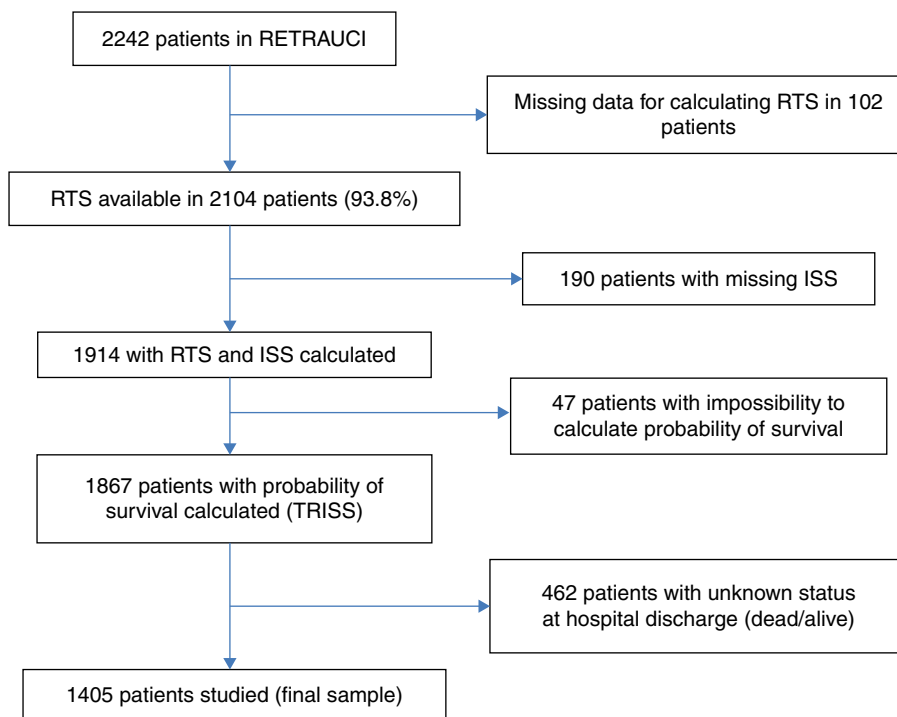 2242 patients in RETRAUCI
Missing data for calculating RTS in 102
patients
RTS available in 2104 patients (93.8%)
190 patients with missing ISS
1914 with RTS and ISS calculated
47 patients with impossibility to
calculate probability of survival
1867 patients with probability of
survival calculated (TRISS)
462 patients with unknown status
at hospital discharge (dead/alive)
1405 patients studied (final sample)